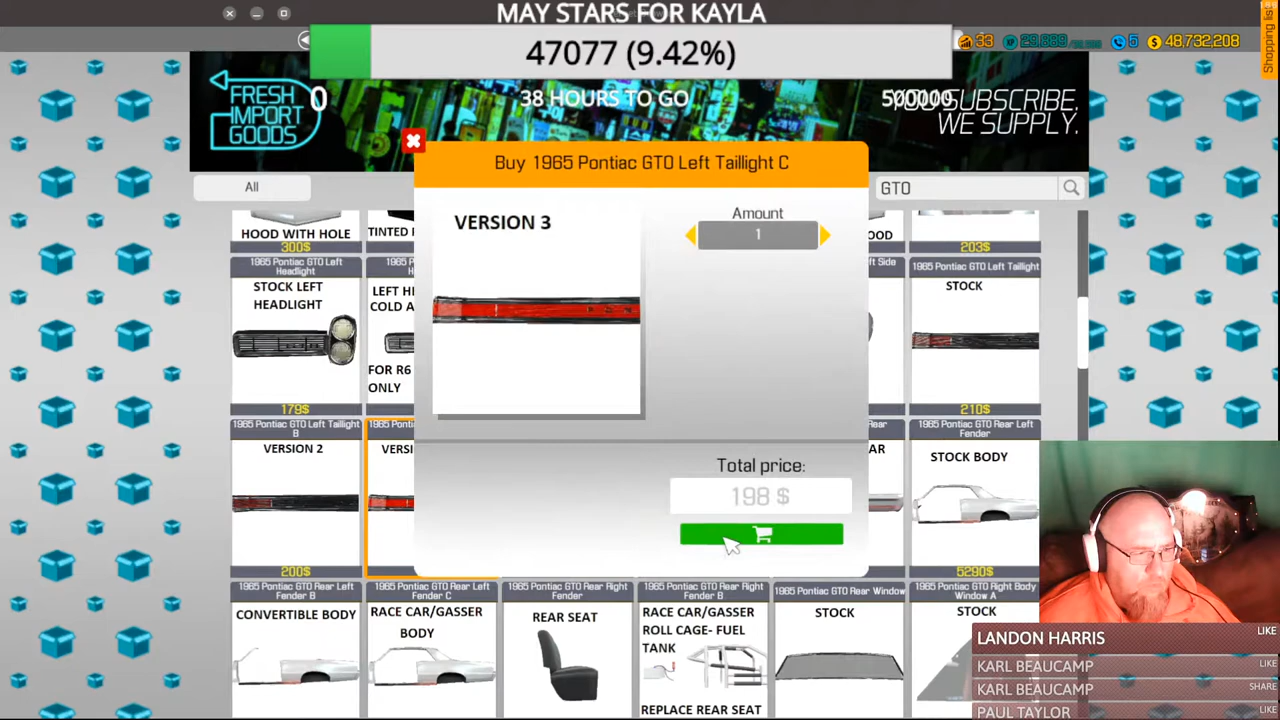 MAY STARS FOR KAYLA
47077 (9.42%)
38 HOURS TO GO
0
33
5
48,732,208
Shopping list
FRESH
IMPORT
GOODS
SUBSCRIBE.
WE SUPPLY.
All
GTO
Buy 1965 Pontiac GTO Left Taillight C
VERSION 3
Amount
1
Total price:
198 $
HOOD WITH HOLE
300$
203$
1965 Pontiac GTO Left
Headlight
STOCK LEFT
HEADLIGHT
179$
FOR R6
ONLY
1965 Pontiac GTO Left Taillight
STOCK
210$
1965 Pontiac GTO Left Taillight
B
VERSION 2
200$
1965 Pontiac GTO Rear Left
Fender
STOCK BODY
5290$
1965 Pontiac GTO Rear Left
Fender B
CONVERTIBLE BODY
1965 Pontiac GTO Rear Left
Fender C
RACE CAR/GASSER
BODY
1965 Pontiac GTO Rear Right
Fender
REAR SEAT
1965 Pontiac GTO Rear Right
Fender B
RACE CAR/GASSER
ROLL CAGE- FUEL
TANK
REPLACE REAR SEAT
1965 Pontiac GTO Rear Window
STOCK
1965 Pontiac GTO Right Body
Window A
STOCK
LANDON HARRIS
LIKE
KARL BEAUCAMP
LIKE
KARL BEAUCAMP
SHARE
PAUL TAYLOR
LIKE